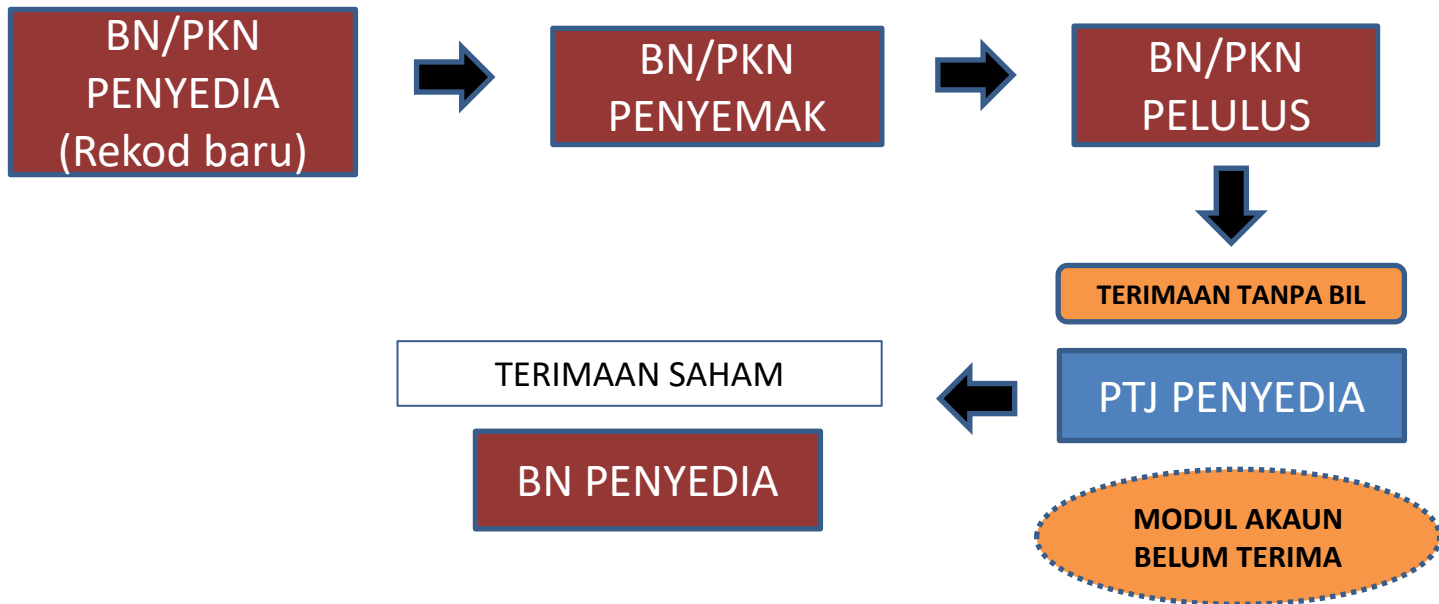 BN/PKN
PENYEDIA
(Rekod baru)
BN/PKN
PENYEMAK
BN/PKN
PELULUS
TERIMAAN TANPA BIL
PTJ PENYEDIA
MODUL AKAUN
BELUM TERIMA
TERIMAAN SAHAM
BN PENYEDIA